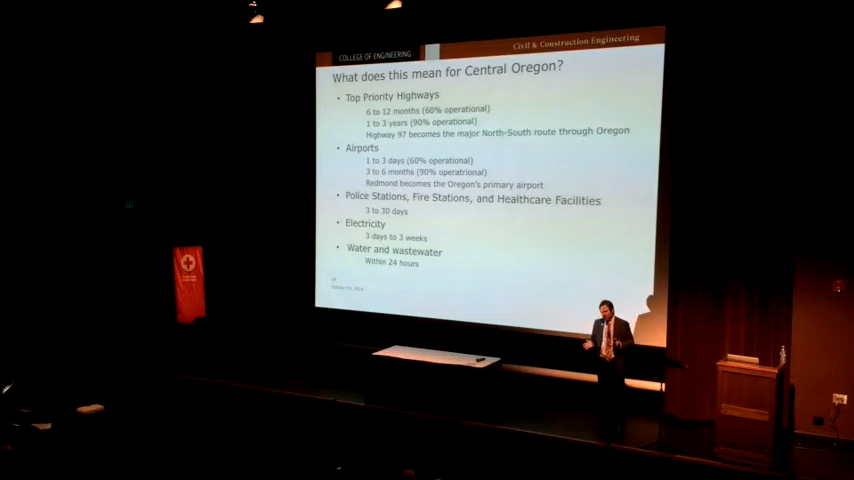 COLLEGE OF ENGINEERING
Civil & Construction Engineering
What does this mean for Central Oregon?
• Top Priority Highways
6 to 12 months (60% operational)
1 to 3 years (90% operational)
Highway 97 becomes the major North-South route through Oregon
• Airports
1 to 3 days (60% operational)
3 to 6 months (90% operatrional)
Redmond becomes the Oregon's primary airport
• Police Stations, Fire Stations, and Healthcare Facilities
3 to 30 days
• Electricity
3 days to 3 weeks
• Water and wastewater
Within 24 hours